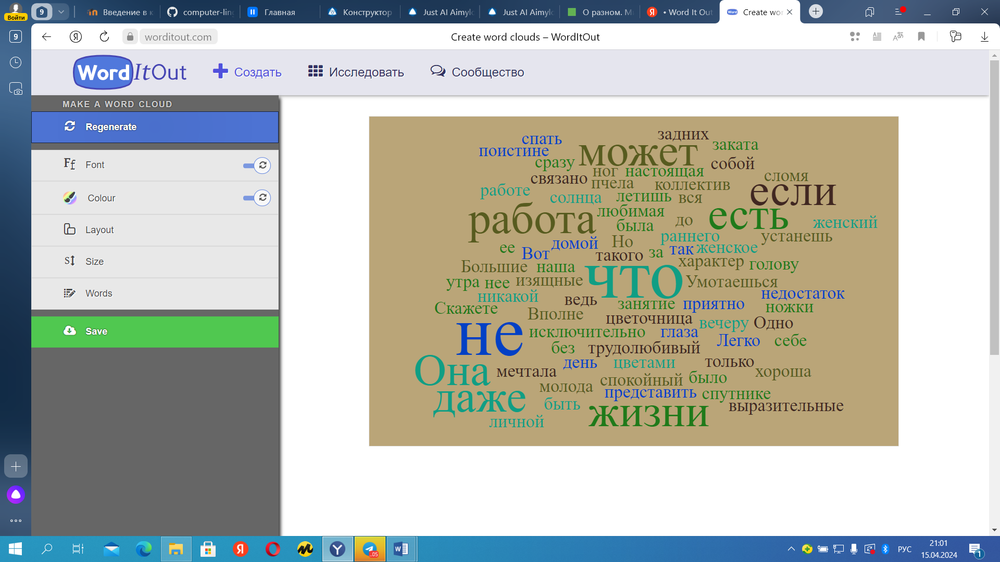 Войти
9
Введение в к
computer-ling
Главная
Конструктор
Just AI Aimylo
Just AI Aimylo
О разном. М
• Word It Out
Create wor
9
worditout.com
Create word clouds – WordItOut
WordItOut
Создать
Исследовать
Сообщество
MAKE A WORD CLOUD
Regenerate
Font
Colour
Layout
Size
Words
Save
задних
спать
может
заката
поистине
сразу
собой
ног настоящая
связано
пчела
коллектив
сломя
если
работе
солнца
летишь
вся
работа
любимая
есть
до
была
женский
раннего
устанешь
домой
Но
ее
Вот
такого
за
так
женское
характер
голову
Большие
наша
что
утра
нее
изящные
Умотаешься
никакой
ведь
занятие
приятно
недостаток
Скажете
Вполне
ножки
цветочница
вечеру
Одно
не
исключительно
глаза
Легко
себе
без
трудолюбивый
Она
мечтала
день
цветами
только
хороша
молода
спокойный
было
даже
представить
спутнике
быть
жизни
выразительные
личной
..05
РУС
21:01
15.04.2024
1